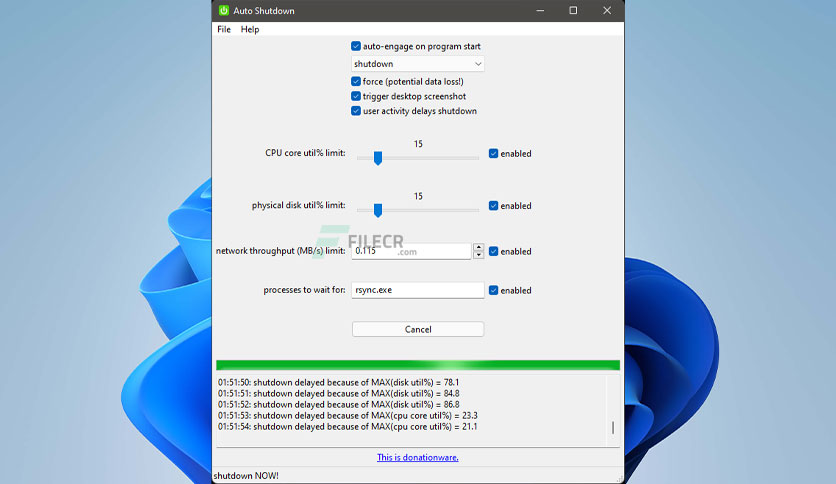 Auto Shutdown
File Help
auto-engage on program start
shutdown
force (potential data loss!)
trigger desktop screenshot
user activity delays shutdown
15
CPU core util% limit: enabled
15
physical disk util% limit: enabled
FILECR
.com
network throughput (MB/s) limit: 0.115 enabled
processes to wait for: rsync.exe enabled
Cancel
01:51:50: shutdown delayed because of MAX(disk util%) = 78.1
01:51:51: shutdown delayed because of MAX(disk util%) = 84.8
01:51:52: shutdown delayed because of MAX(disk util%) = 86.8
01:51:53: shutdown delayed because of MAX(cpu core util%) = 23.3
01:51:54: shutdown delayed because of MAX(cpu core util%) = 21.1
This is donationware.
shutdown NOW!